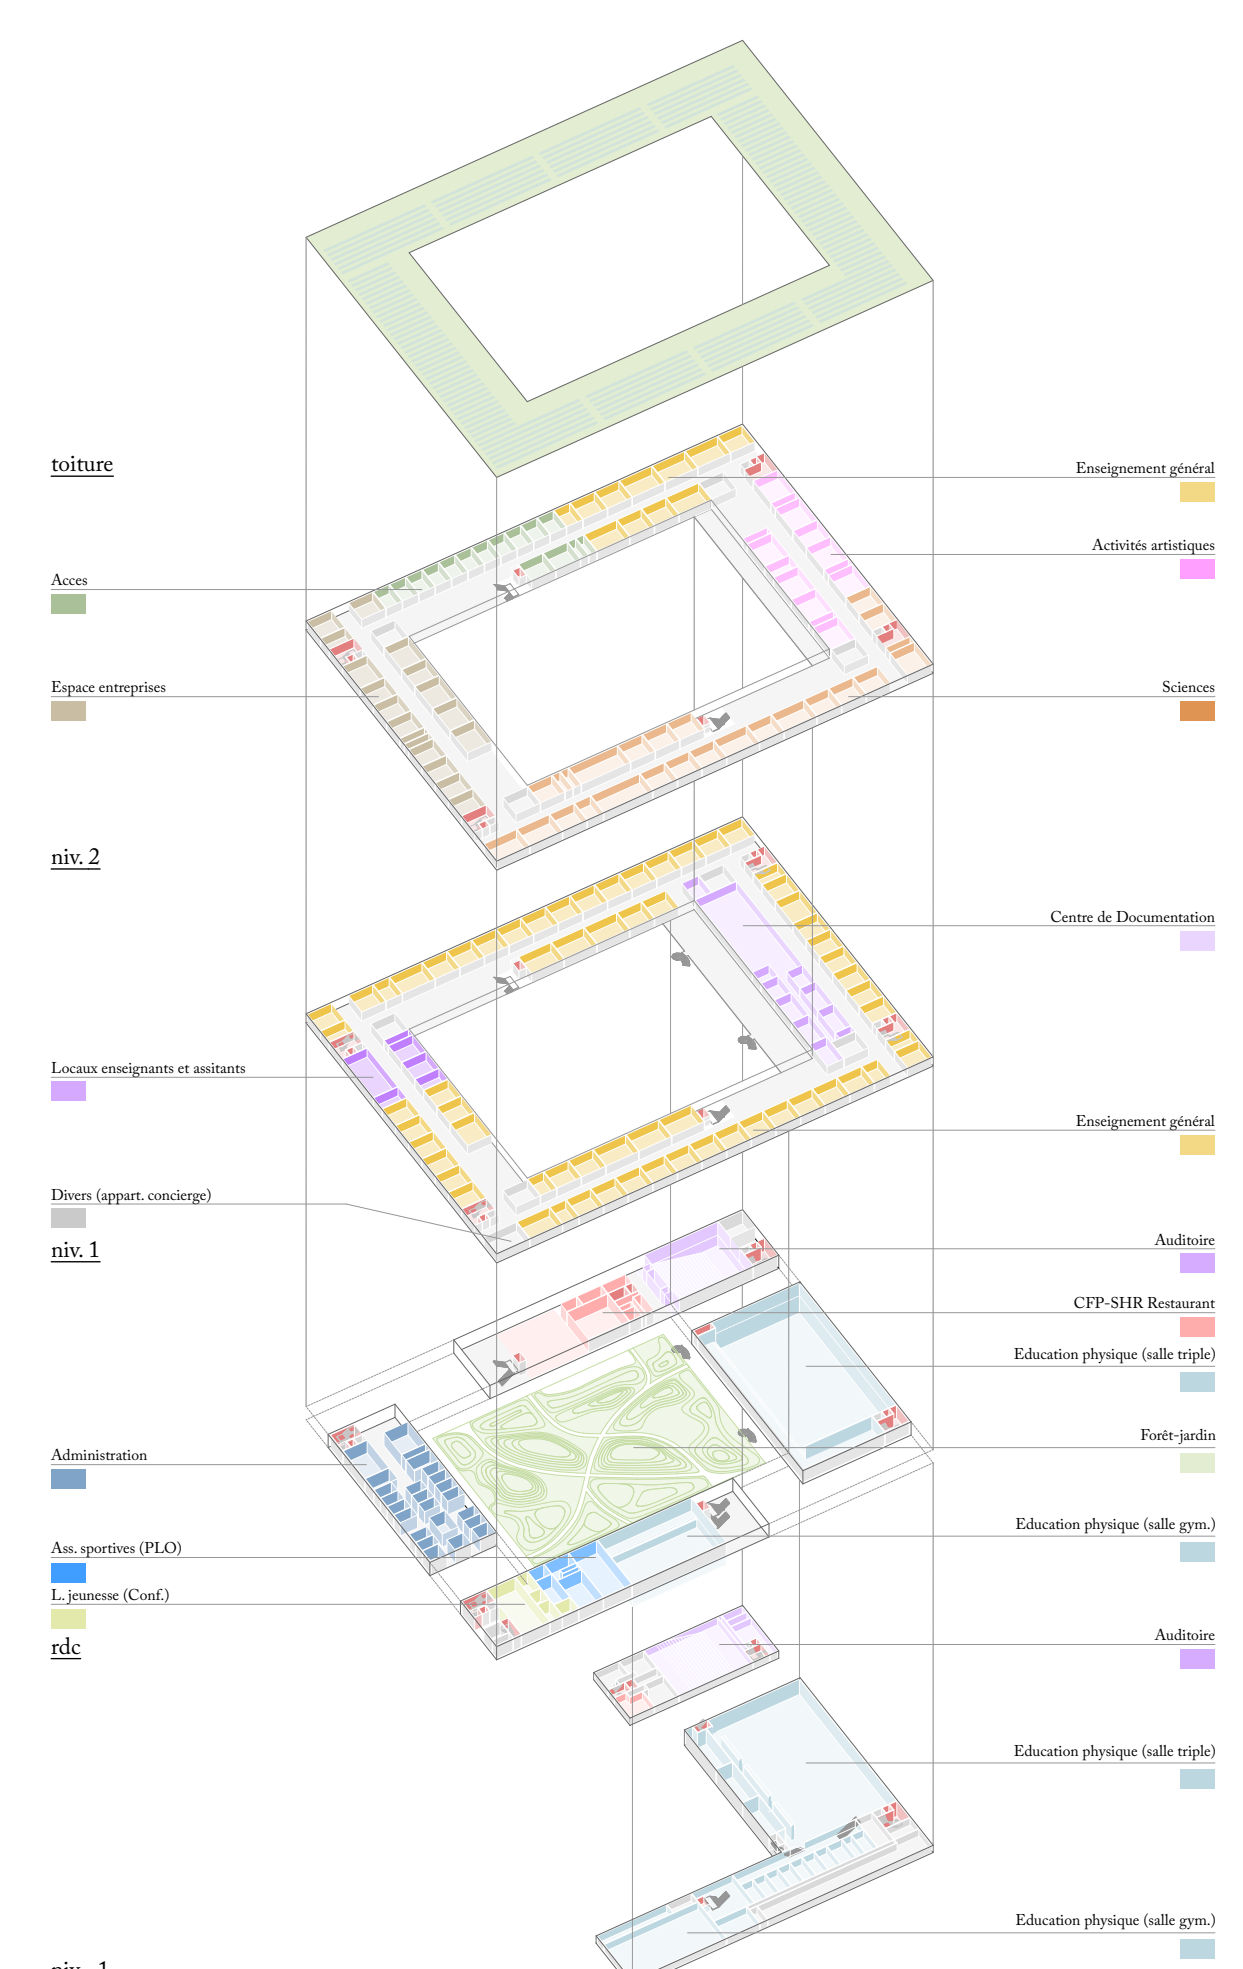 toiture
Enseignement général
Activités artistiques
Acces
Espace entreprises
Sciences
niv. 2
Centre de Documentation
Locaux enseignants et assitants
Enseignement général
Divers (appart. concierge)
niv. 1
Auditoire
CFP-SHR Restaurant
Education physique (salle triple)
Forêt-jardin
Administration
Education physique (salle gym.)
Ass. sportives (PLO)
L. jeunesse (Conf.)
rdc
Auditoire
Education physique (salle triple)
Education physique (salle gym.)
niv. -1